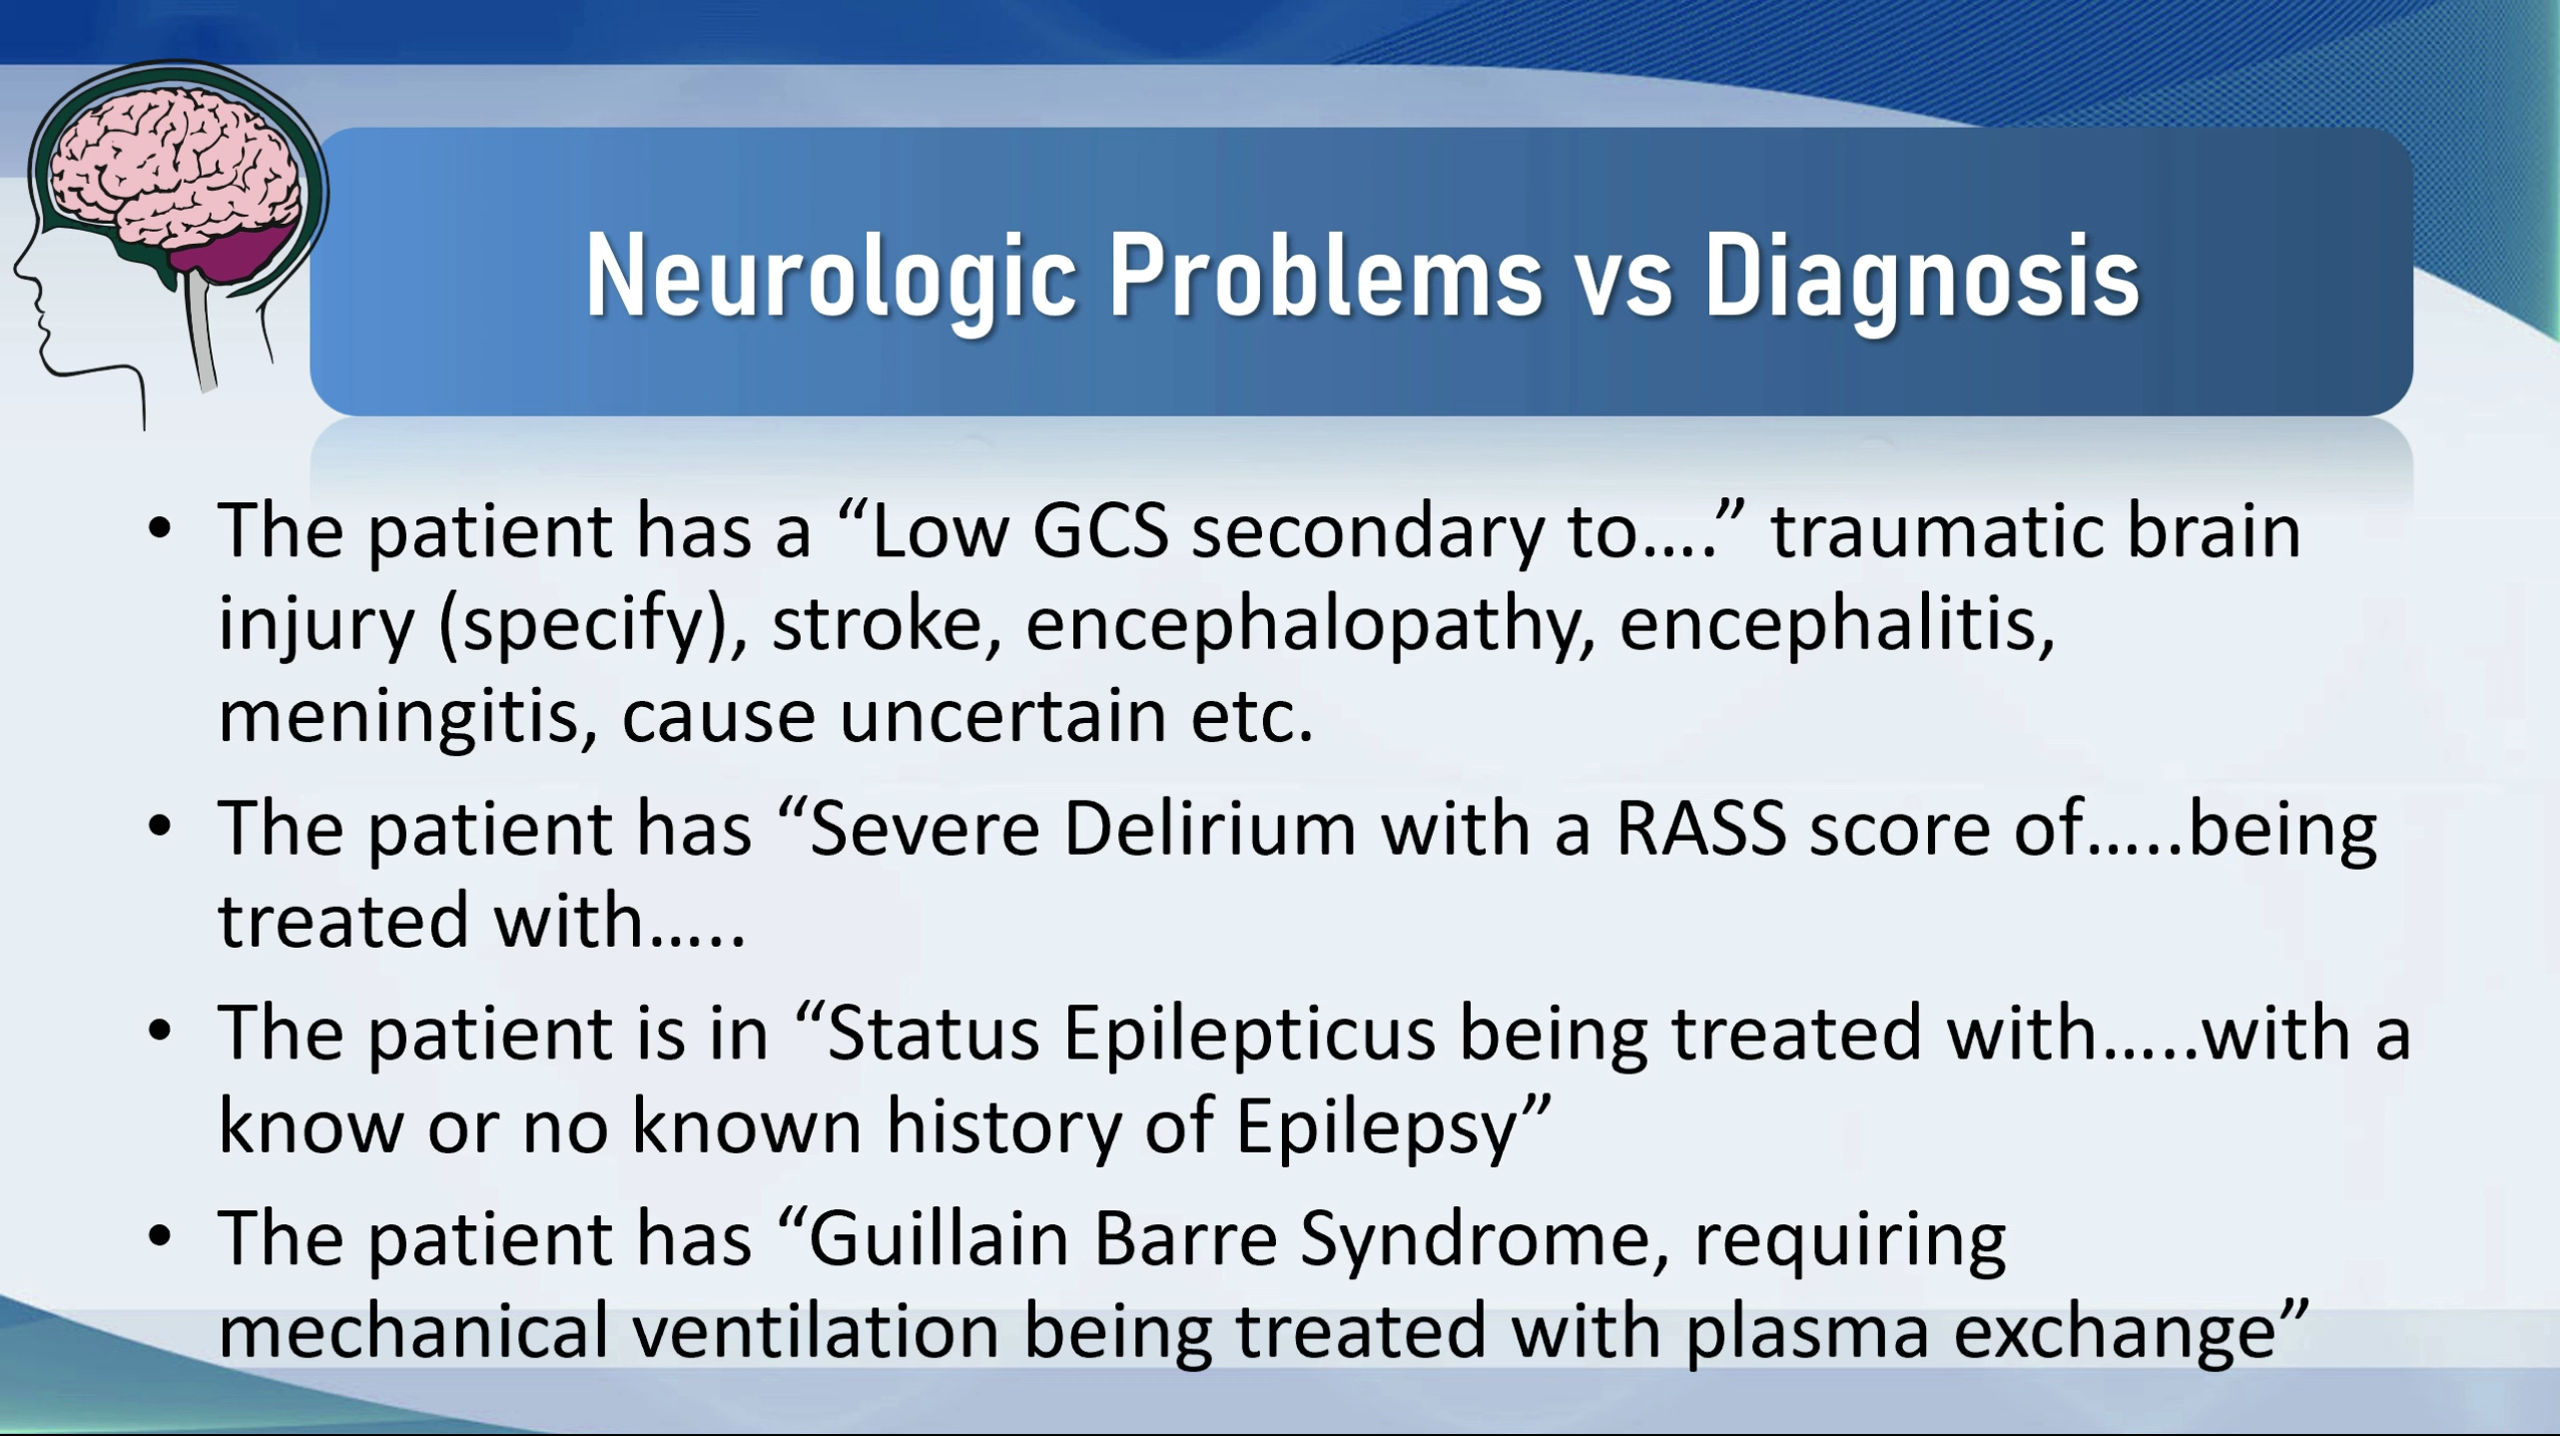 Neurologic Problems vs Diagnosis
• The patient has a “Low GCS secondary to....” traumatic brain
injury (specify), stroke, encephalopathy, encephalitis,
meningitis, cause uncertain etc.
• The patient has “Severe Delirium with a RASS score of.....being
treated with.....
• The patient is in “Status Epilepticus being treated with.....with a
know or no known history of Epilepsy”
• The patient has “Guillain Barre Syndrome, requiring
mechanical ventilation being treated with plasma exchange”